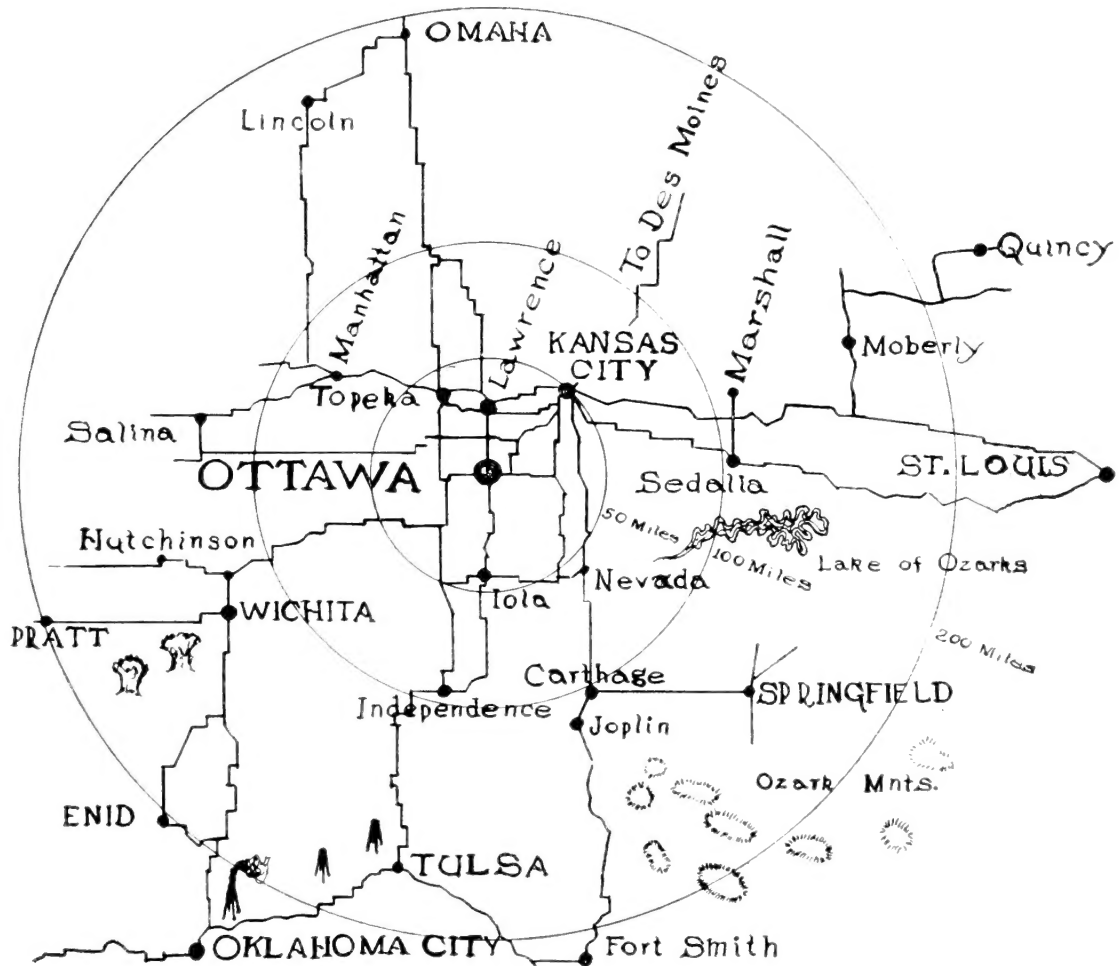 OMAHA
Lincoln
To Des Moines
Manhattan
Lawrence
Marshall
Quincy
KANSAS
CITY
Moberly
Topeka
Salina
OTTAWA
Sedalia
ST. LOUIS
50 Miles
100 Miles
Lake of Ozarks
Hutchinson
Nevada
Iola
WICHITA
PRATT
200 Miles
Carthage
Independence
SPRINGFIELD
Joplin
Ozark Mnts.
ENID
TULSA
OKLAHOMA CITY
Fort Smith